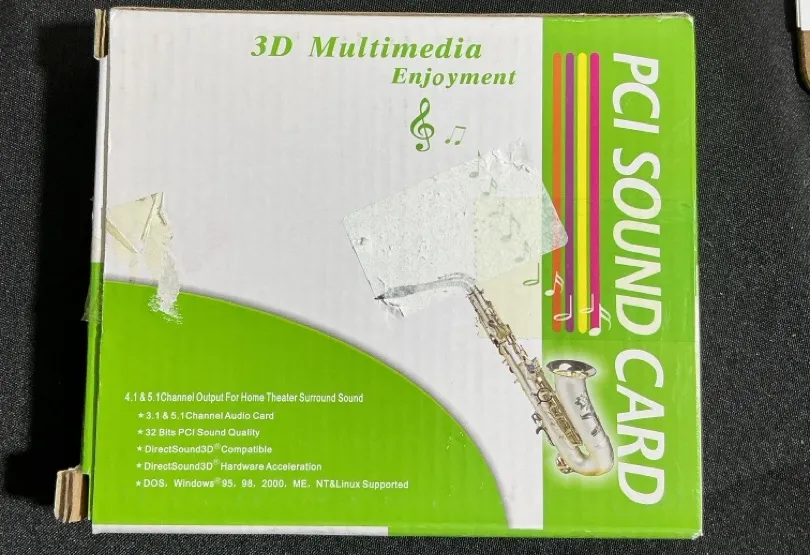 3D Multimedia
Enjoyment
PCI SOUND CARD
4.1 & 5.1Channel Output For Home Theater Surround Sound
★3.1 & 5.1Channel Audio Card
★32 Bits PCI Sound Quality
★DirectSound3D®Compatible
★DirectSound3D®Hardware Acceleration
★DOS, Windows®95, 98, 2000, ME, NT&Linux Supported